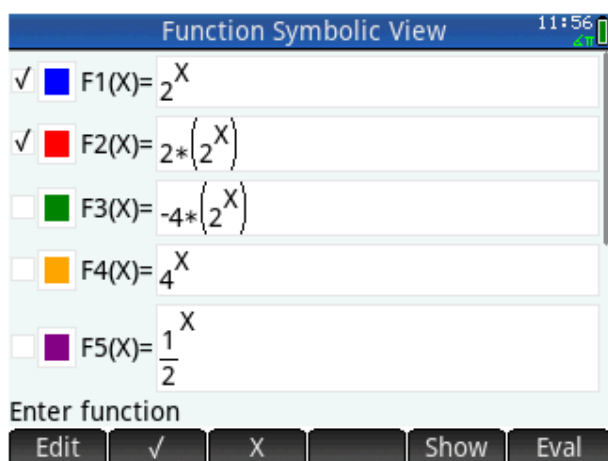 Function Symbolic View 11:56
∡π
√ F1(X)= 2^X
√ F2(X)= 2*(2^X)
F3(X)= -4*(2^X)
F4(X)= 4^X
F5(X)= 1/2^X
Enter function
Edit √ X Show Eval